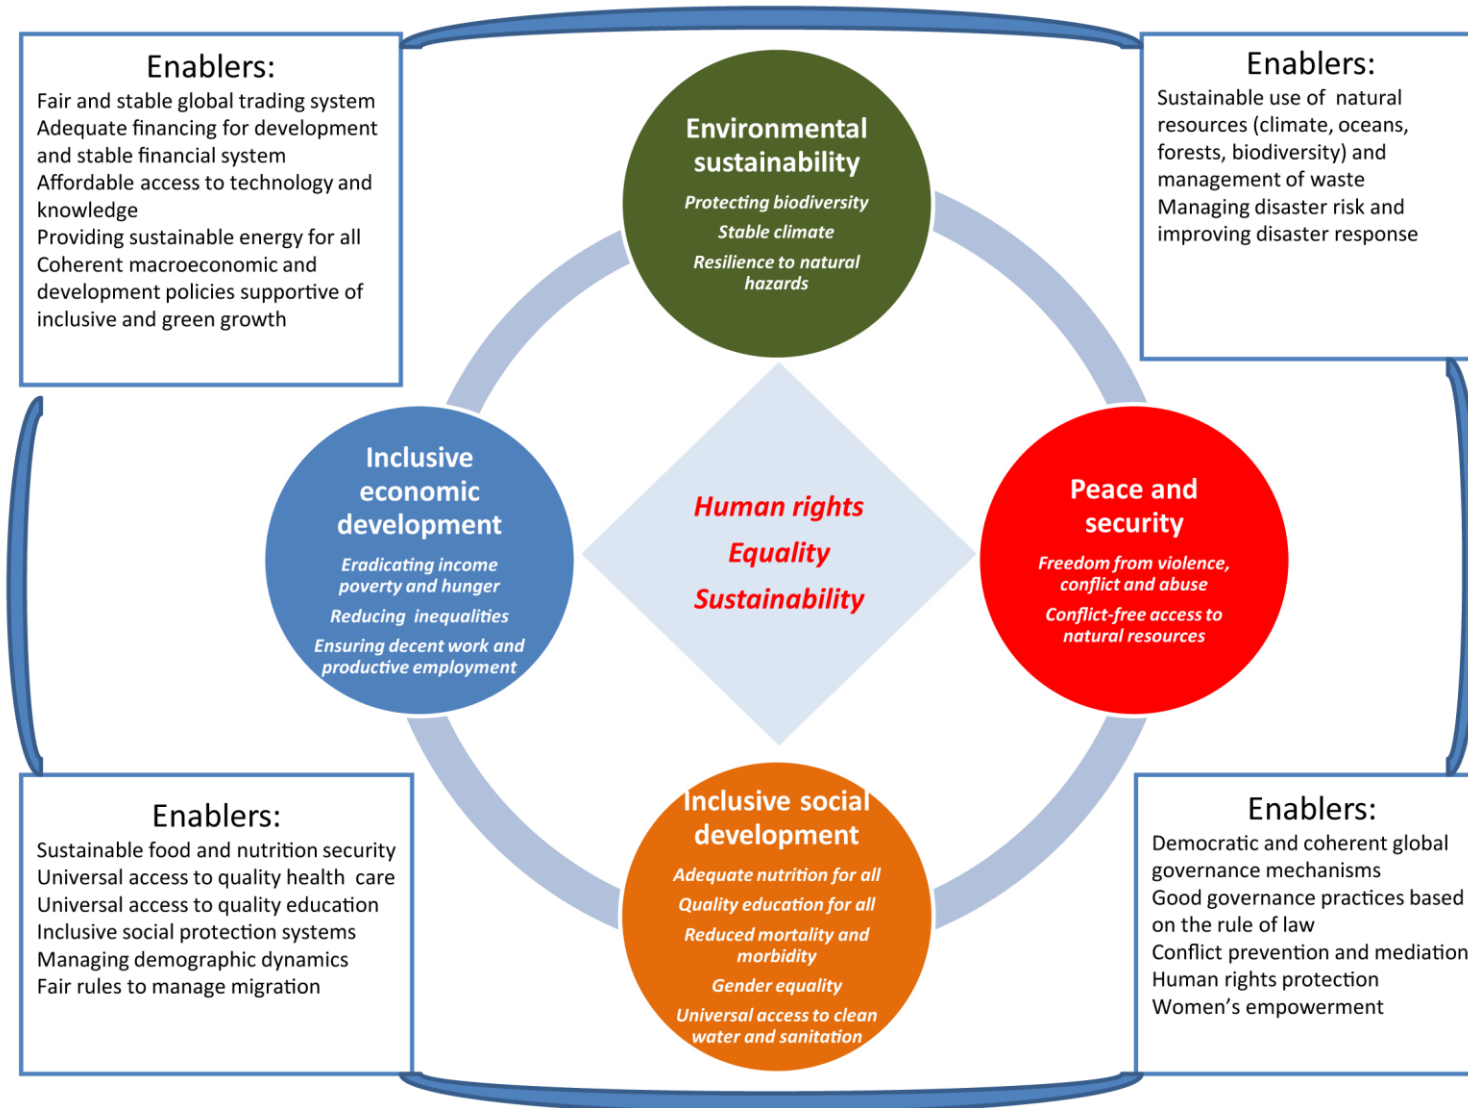 Enablers:
Fair and stable global trading system
Adequate financing for development
and stable financial system
Affordable access to technology and
knowledge
Providing sustainable energy for all
Coherent macroeconomic and
development policies supportive of
inclusive and green growth
Environmental
sustainability
Protecting biodiversity
Stable climate
Resilience to natural
hazards
Enablers:
Sustainable use of natural
resources (climate, oceans,
forests, biodiversity) and
management of waste
Managing disaster risk and
improving disaster response
Inclusive
economic
development
Eradicating income
poverty and hunger
Reducing inequalities
Ensuring decent work and
productive employment
Human rights
Equality
Sustainability
Peace and
security
Freedom from violence,
conflict and abuse
Conflict-free access to
natural resources
Enablers:
Sustainable food and nutrition security
Universal access to quality health care
Universal access to quality education
Inclusive social protection systems
Managing demographic dynamics
Fair rules to manage migration
Inclusive social
development
Adequate nutrition for all
Quality education for all
Reduced mortality and
morbidity
Gender equality
Universal access to clean
water and sanitation
Enablers:
Democratic and coherent global
governance mechanisms
Good governance practices based
on the rule of law
Conflict prevention and mediation
Human rights protection
Women’s empowerment